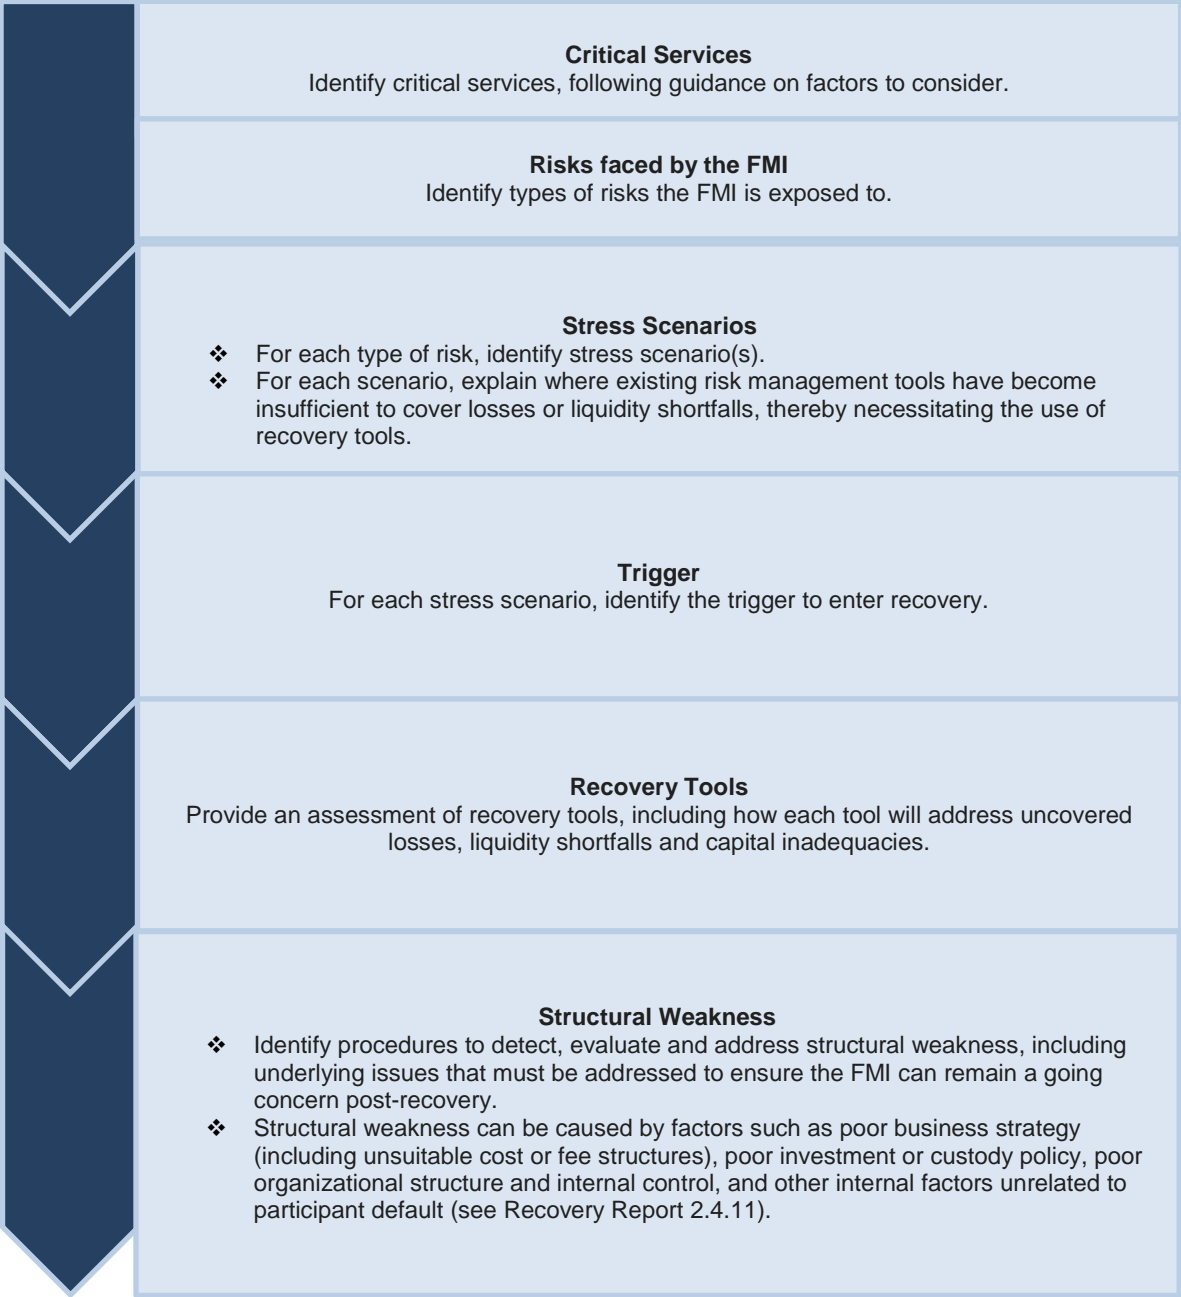 Critical Services
Identify critical services, following guidance on factors to consider.
Risks faced by the FMI
Identify types of risks the FMI is exposed to.
Stress Scenarios
❖ For each type of risk, identify stress scenario(s).
❖ For each scenario, explain where existing risk management tools have become
insufficient to cover losses or liquidity shortfalls, thereby necessitating the use of
recovery tools.
Trigger
For each stress scenario, identify the trigger to enter recovery.
Recovery Tools
Provide an assessment of recovery tools, including how each tool will address uncovered
losses, liquidity shortfalls and capital inadequacies.
Structural Weakness
❖ Identify procedures to detect, evaluate and address structural weakness, including
underlying issues that must be addressed to ensure the FMI can remain a going
concern post-recovery.
❖ Structural weakness can be caused by factors such as poor business strategy
(including unsuitable cost or fee structures), poor investment or custody policy, poor
organizational structure and internal control, and other internal factors unrelated to
participant default (see Recovery Report 2.4.11).